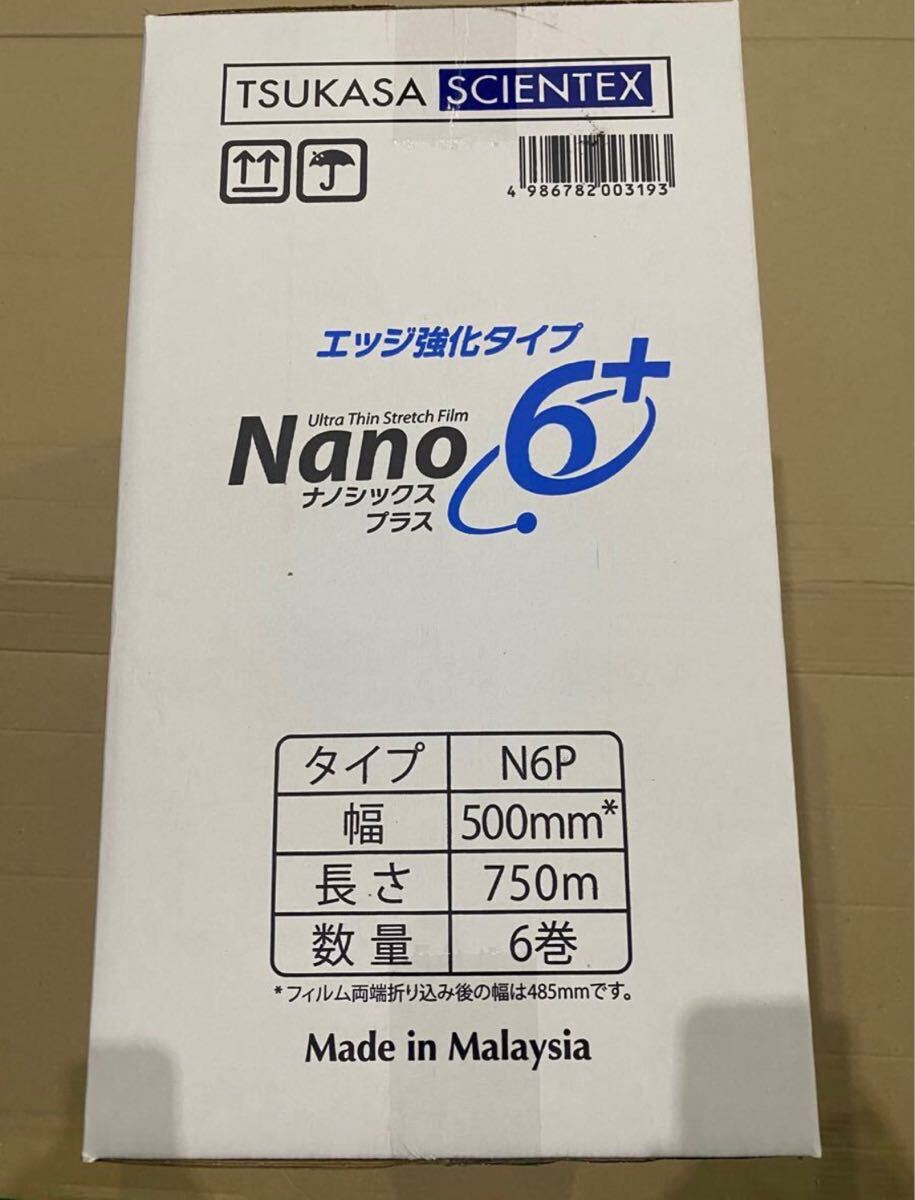 TSUKASA SCIENTEX
4 986782 003193
エッジ強化タイプ
Ultra Thin Stretch Film
Nano 6+
ナノシックス
プラス
タイプ N6P
幅 500mm*
長さ 750m
数量 6巻
*フィルム両端折り込み後の幅は485mmです。
Made in Malaysia